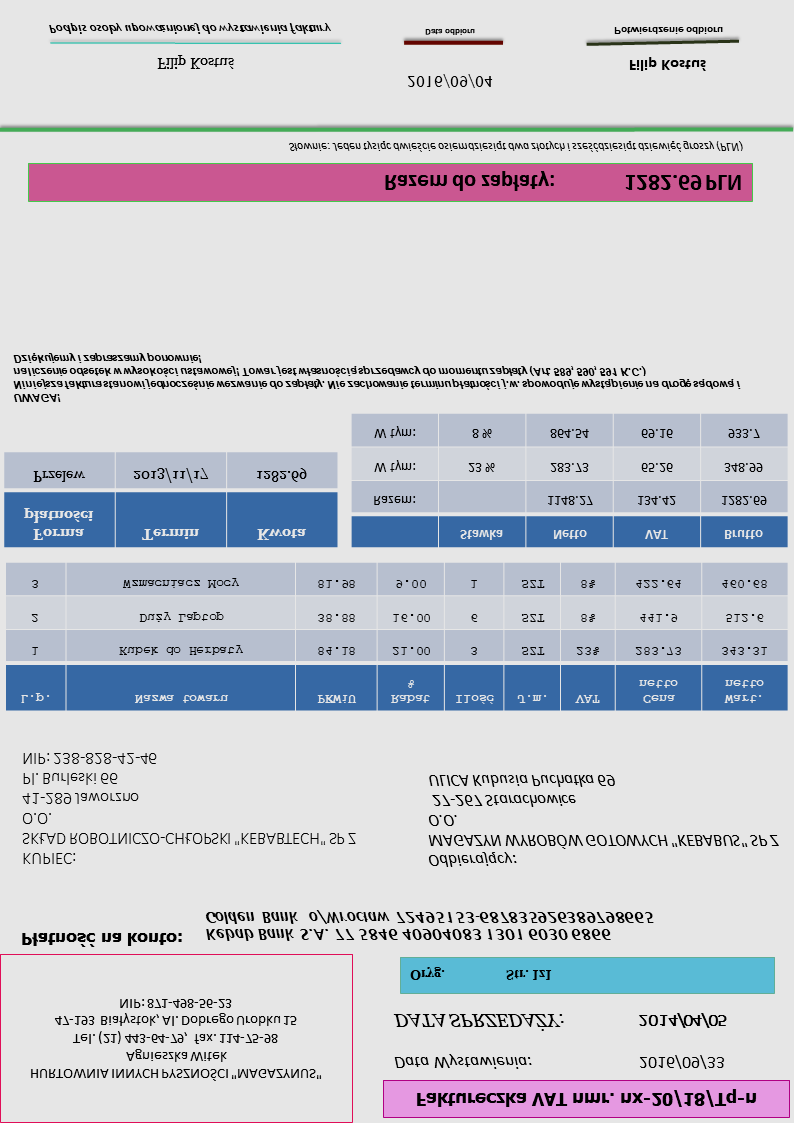 Faktureczka VAT nmr. nx-20/18/Tq-n
HURTOWNIA INNYCH PYSZNOŚCI "MAGAZYNUS"
Agnieszka Witek
Tel. (21) 443-64-79, fax. 114-75-98
47-193 Białystok, Al. Dobrego Urobku 15
NIP: 871-498-56-23
Data Wystawienia: 2016/09/33
DATA SPRZEDAŻY: 2014/04/05
Oryg. Str. 1z1
Płatność na konto:
Kebab Bank S.A. 77 5846 40904083 1301 6030 6866
Golden Bank o/Wrocław 72495153-687835926389798665
KUPIEC:
SKŁAD ROBOTNICZO-CHŁOPSKI "KEBABTECH" SP Z
O.O.
41-289 Jaworzno
Pl. Burleski 66
NIP: 238-828-42-46
Odbierający:
MAGAZYN WYROBÓW GOTOWYCH "KEBABUS" SP Z
O.O.
27-267 Starachowice
ULICA Kubusia Puchatka 69
L.p. Nazwa towaru PKWiU Rabat % Ilość J.m. VAT Cena netto Wart. netto
1 Kubek do Herbaty 84.18 21.00 3 SZT 23% 283.73 343.31
2 Duży Laptop 38.88 16.00 6 SZT 8% 441.9 512.6
3 Wzmacniacz Mocy 81.98 9.00 1 SZT 8% 422.64 460.68
Forma płatności Termin Kwota
Przelew 2013/11/17 1282.69
Stawka Netto VAT Brutto
Razem: 1148.27 134.42 1282.69
W tym: 23 % 283.73 65.26 348.99
W tym: 8 % 864.54 69.16 933.7
UWAGA!
Niniejsza faktura stanowi jednocześnie wezwanie do zapłaty. Nie zachowanie terminu płatności j.w. spowoduje wystąpienie na drogę sądową i
naliczenie odsetek w wysokości ustawowej! Towar jest własnością sprzedawcy do momentu zapłaty (Art. 589, 590, 591 K.C.)
Dziękujemy i zapraszamy ponownie!
Razem do zapłaty: 1282.69 PLN
Słownie: Jeden tysiąc dwieście osiemdziesiąt dwa złotych i sześćdziesiąt dziewięć groszy (PLN)
Filip Kostuś
Podpis osoby upoważnionej do wystawienia faktury
2016/09/04
Data odbioru
Filip Kostuś
Potwierdzenie odbioru